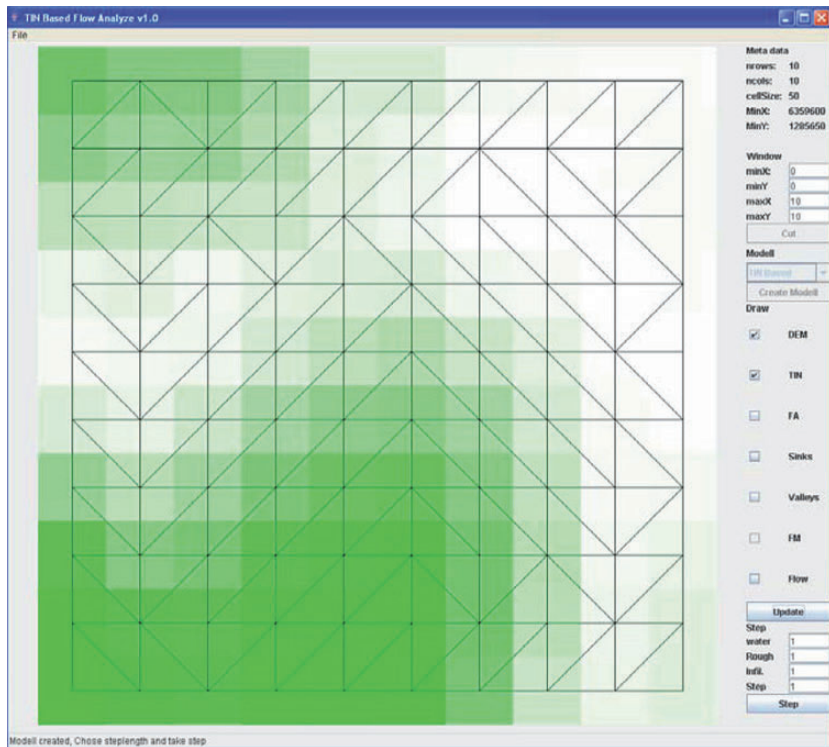 TIN Based Flow Analyze v1.0
File
Meta data
nrows: 10
ncols: 10
cellSize: 50
MinX: 6359600
MinY: 1285650
Window
minX: 0
minY 0
maxX 10
maxY 10
Cut
Modell
TIN Based
Create Modell
Draw
DEM
TIN
FA
Sinks
Valleys
FM
Flow
Update
Step
water 1
Rough 1
Infil. 1
Step 1
Step
Modell created, Chose steplength and take step